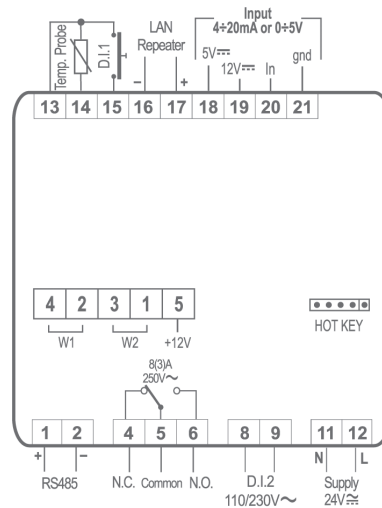 Input
4÷20mA or 0÷5V
LAN
Repeater
Temp. Probe
D.I.1
− +
5V⎓ 12V⎓ In gnd
13 14 15 16 17 18 19 20 21
4 2 3 1 5
W1 W2 +12V
HOT KEY
8(3)A
250V~
1 2 4 5 6 8 9 11 12
+ − N L
RS485 N.C. Common N.O. D.I.2 Supply
110/230V~ 24V≂